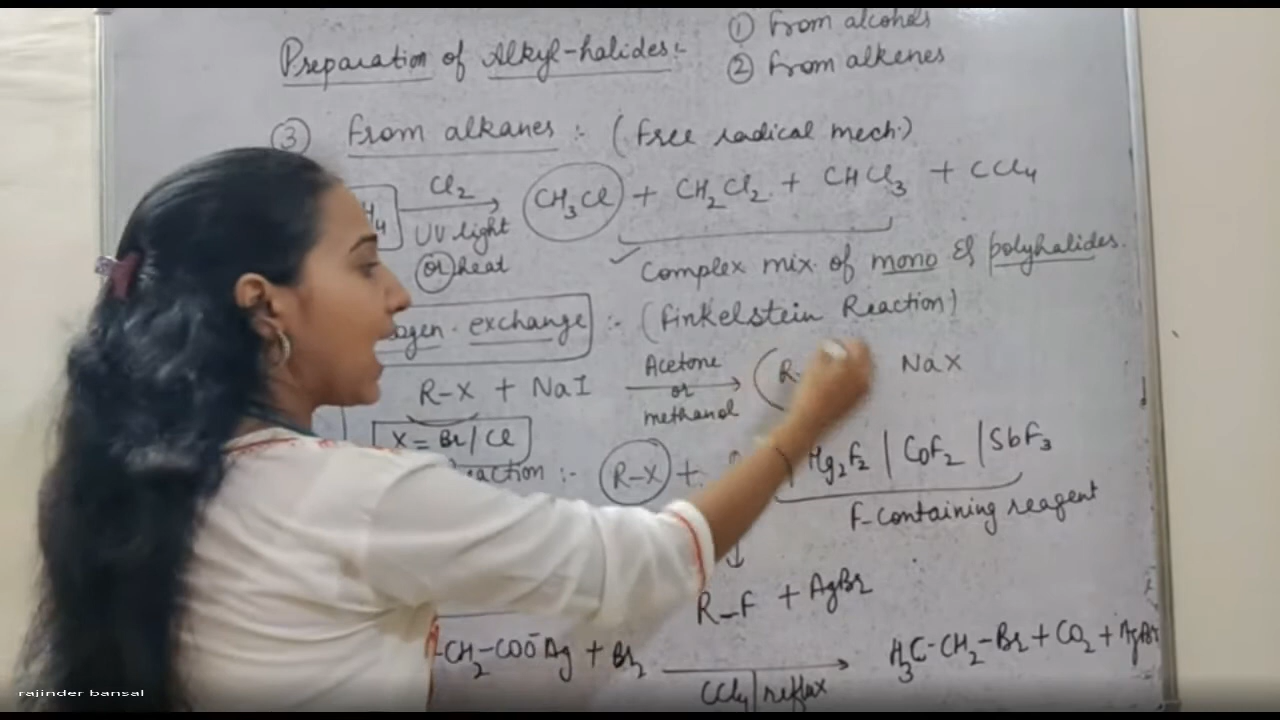 Preparation of Alkyl-halides:-
① From alcohols
② From alkenes
③ From alkanes :- (Free radical mech.)
Cl₂
UV light
or heat
CH₃Cl + CH₂Cl₂ + CHCl₃ + CCl₄
Complex mix of mono & polyhalides.
exchange :- (Finkelstein Reaction)
R-X + NaI
Acetone
or
methanol
NaX
X = Br/Cl
:- R-X +
Hg₂F₂ | CoF₂ | SbF₃
F-containing reagent
R-F + AgBr
CH₂-COO⁻Ag + Br₂
CCl₄ | reflux
H₃C-CH₂-Br + CO₂ + AgBr
rajinder bansal